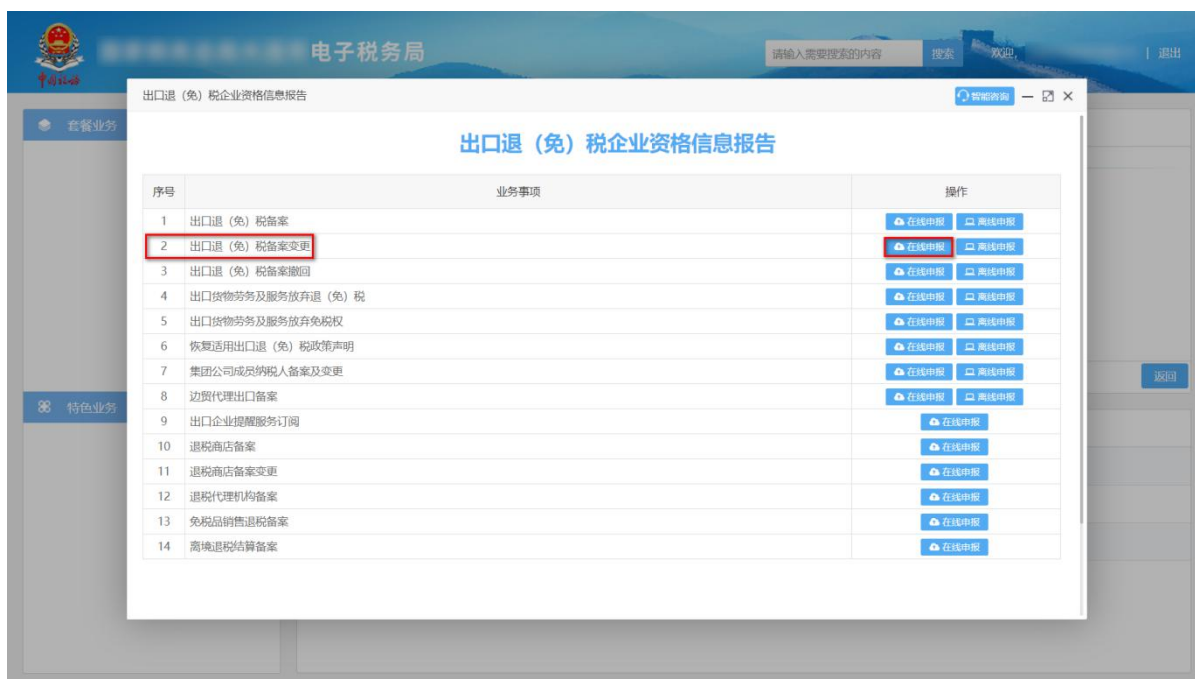 电子税务局
请输入需要搜索的内容 搜索 欢迎, | 退出
中国税务
出口退（免）税企业资格信息报告 智能咨询
套餐业务
出口退（免）税企业资格信息报告
序号 业务事项 操作
1 出口退（免）税备案 在线申报 离线申报
2 出口退（免）税备案变更 在线申报 离线申报
3 出口退（免）税备案撤回 在线申报 离线申报
4 出口货物劳务及服务放弃退（免）税 在线申报 离线申报
5 出口货物劳务及服务放弃免税权 在线申报 离线申报
6 恢复适用出口退（免）税政策声明 在线申报 离线申报
7 集团公司成员纳税人备案及变更 在线申报 离线申报
返回
8 边贸代理出口备案 在线申报 离线申报
特色业务
9 出口企业提醒服务订阅 在线申报
10 退税商店备案 在线申报
11 退税商店备案变更 在线申报
12 退税代理机构备案 在线申报
13 免税品销售退税备案 在线申报
14 离境退税结算备案 在线申报